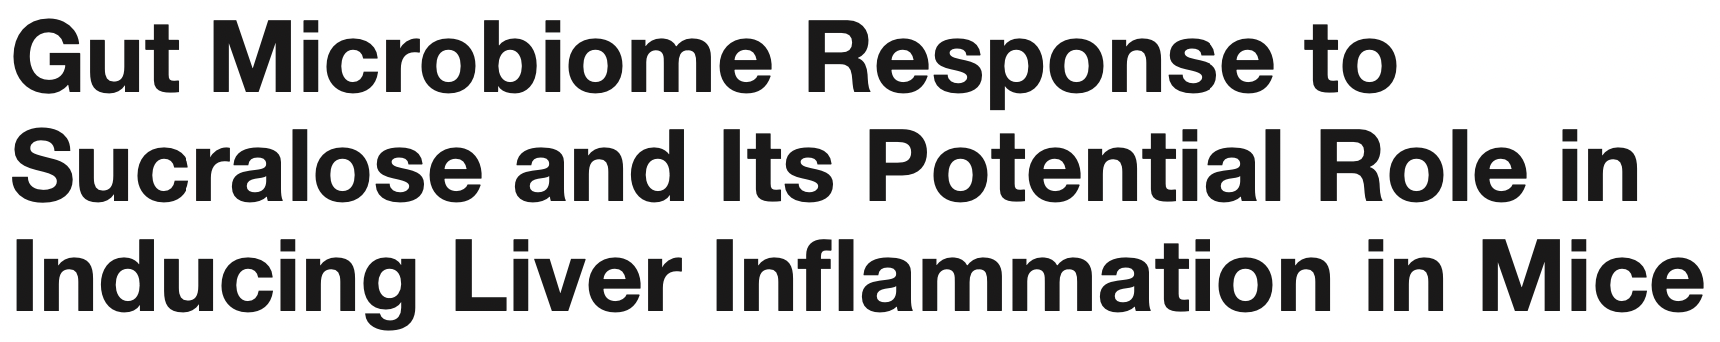 Gut Microbiome Response to
Sucralose and Its Potential Role in
Inducing Liver Inflammation in Mice